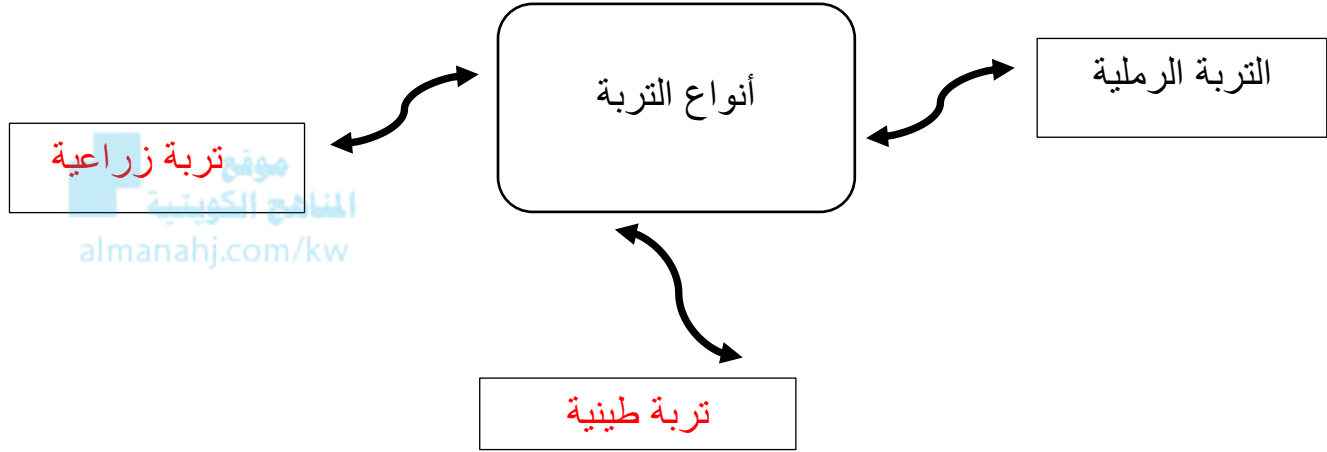 أنواع التربة
التربة الرملية
تربة زراعية
موقع
المناهج الكويتية
almanahj.com/kw
تربة طينية